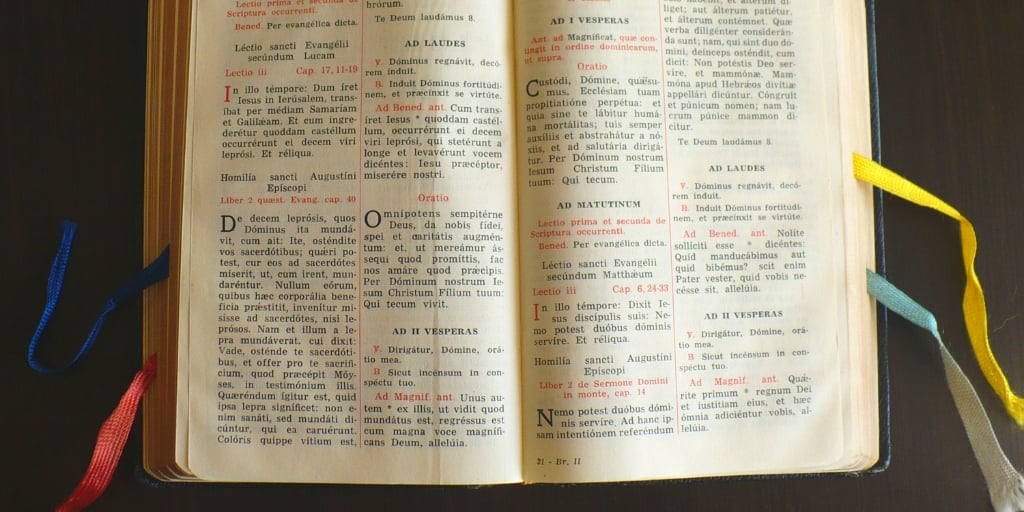 Lectio prima et secunda de
Scriptura occurrenti.
Bened. Per evangélica dicta.
Léctio sancti Evangélii
secúndum Lucam
Lectio iii Cap. 17, 11-19
In illo témpore: Dum iret
Iesus in Ierúsalem, trans-
íbat per médiam Samaríam
et Galilǽam. Et cum ingre-
derétur quoddam castéllum
occurrérunt ei decem viri
leprósi. Et réliqua.
Homilía sancti Augustíni
Epíscopi
Liber 2 quæst. Evang. cap. 40
De decem leprósis, quos
Dóminus ita mundá-
vit, cum ait: Ite, osténdite
vos sacerdótibus; quæri pó-
test, cur eos ad sacerdótes
míserit, ut, cum irent, mun-
daréntur. Nullum eórum,
quibus hæc corporália bene-
fícia prǽstitit, invenítur mi-
sísse ad sacerdótes, nisi le-
prósos. Nam et illum a le-
pra mundáverat, cui dixit:
Vade, osténde te sacerdóti-
bus, et offer pro te sacrifí-
cium, quod præcépit Móy-
ses, in testimónium illis.
Quæréndum ígitur est, quid
ipsa lepra signíficet: non e-
nim sanáti, sed mundáti di-
cúntur, qui ea caruérunt.
Colóris quippe vítium est,
brórum.
Te Deum laudámus 8.
AD LAUDES
℣. Dóminus regnávit, decó-
rem índuit.
℟. Induit Dóminus fortitúdi-
nem, et præcínxit se virtúte.
Ad Bened. ant. Cum trans-
íret Iesus * quoddam castél-
lum, occurrérunt ei decem
viri leprósi, qui stetérunt a
longe et levavérunt vocem
dicéntes: Iesu præcéptor,
miserére nostri.
Oratio
Omnípotens sempitérne
Deus, da nobis fídei,
spei et caritátis augmén-
tum: et, ut mereámur ás-
sequi quod promíttis, fac
nos amáre quod prǽcipis.
Per Dóminum nostrum Ie-
sum Christum Fílium tuum:
Qui tecum vivit.
AD II VESPERAS
℣. Dirigátur, Dómine, orá-
tio mea.
℟ Sicut incénsum in con-
spéctu tuo.
Ad Magnif. ant. Unus au-
tem * ex illis, ut vidit quod
mundátus est, regréssus est
cum magna voce magnífi-
cans Deum, allelúia.
AD I VESPERAS
Ant. ad Magníficat, quæ con-
tingit in ordine dominicarum,
ut supra.
Oratio
Custódi, Dómine, quǽsu-
mus, Ecclésiam tuam
propitiatióne perpétua: et
quia sine te lábitur humá-
na mortálitas; tuis semper
auxíliis et abstrahátur a nó-
xiis, et ad salutária dirigá-
tur. Per Dóminum nostrum
Iesum Christum Fílium
tuum: Qui tecum.
AD MATUTINUM
Lectio prima et secunda de
Scriptura occurrenti.
Bened. Per evangélica dicta.
Léctio sancti Evangélii
secúndum Matthǽum
Lectio iii Cap. 6, 24-33
In illo témpore: Dixit Ie-
sus discípulis suis: Ne-
mo potest duóbus dóminis
servíre. Et réliqua.
Homilía sancti Augustíni
Epíscopi
Liber 2 de Sermone Domini
in monte, cap. 14
Nemo potest duóbus dómi-
nis servíre. Ad hanc ip-
sam intentiónem referéndum
21 - Br. II
liget; aut álterum patiétur,
et álterum contémnet. Quæ
verba diligénter considerán-
da sunt; nam, qui sint duo dó-
mini, deínceps osténdit, cum
dicit: Non potéstis Deo ser-
víre, et mammónæ. Mam-
móna apud Hebrǽos divítiæ
appellári dicúntur. Cóngruit
et púnicum nomen; nam lu-
crum púnice mammon dí-
citur.
Te Deum laudámus 8.
AD LAUDES
℣. Dóminus regnávit, decó-
rem índuit.
℟. Induit Dóminus fortitúdi-
nem, et præcínxit se virtúte.
Ad Bened. ant. Nolíte
sollíciti esse * dicéntes:
Quid manducábimus aut
quid bibémus? scit enim
Pater vester, quid vobis ne-
césse sit, allelúia.
AD II VESPERAS
℣. Dirigátur, Dómine, orá-
tio mea.
℟ Sicut incénsum in con-
spéctu tuo.
Ad Magnif. ant. Quǽ-
rite primum * regnum Dei
et iustítiam eius, et hæc
ómnia adiciéntur vobis, al-
lelúia.